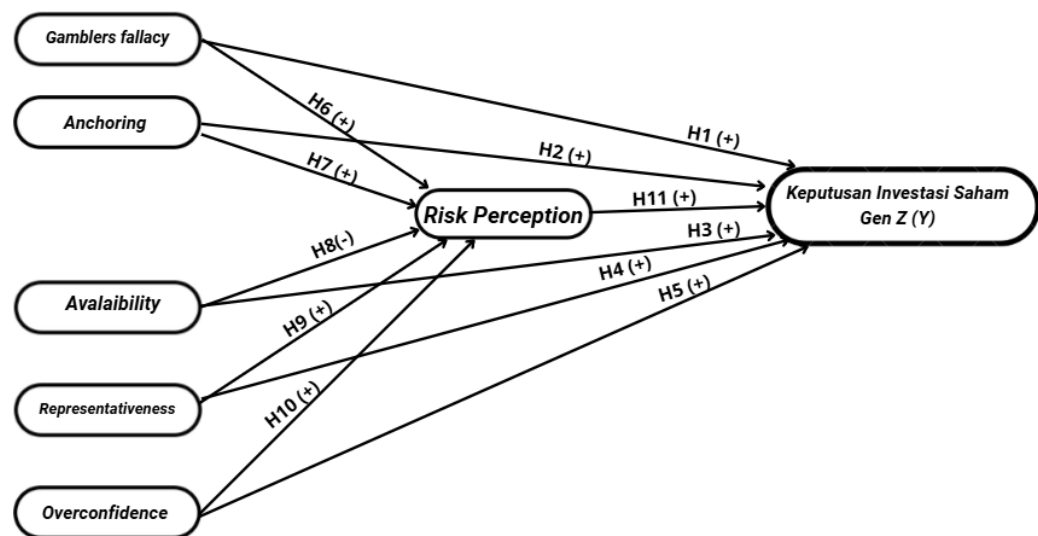 Gamblers fallacy
Anchoring
H6 (+)
H1 (+)
H2 (+)
H7 (+)
Keputusan Investasi Saham
Gen Z (Y)
Risk Perception
H11 (+)
H3 (+)
H8(-)
H4 (+)
H5 (+)
Avalaibility
H9 (+)
H10 (+)
Representativeness
Overconfidence